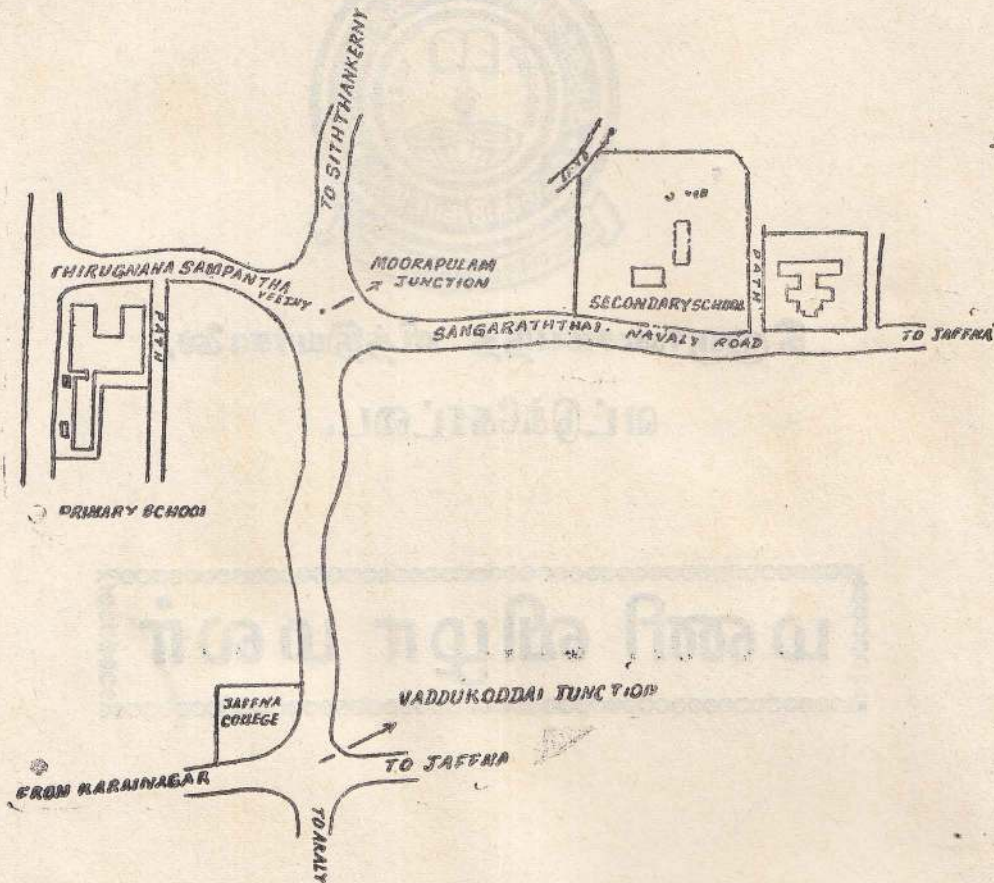 TO SITHTHANKERNY
THIRUGNANA SAMPANTHA
VEETHY
MOORAPULAM
JUNCTION
PATH
SECONDARY SCHOOL
PATH
SANGARATHTHAI. NAVALY ROAD
TO JAFFNA
PRIMARY SCHOOL
JAFFNA
COLLEGE
VADDUKODDAI JUNCTION
TO JAFFNA
FROM KARAINAGAR
TO ARALY